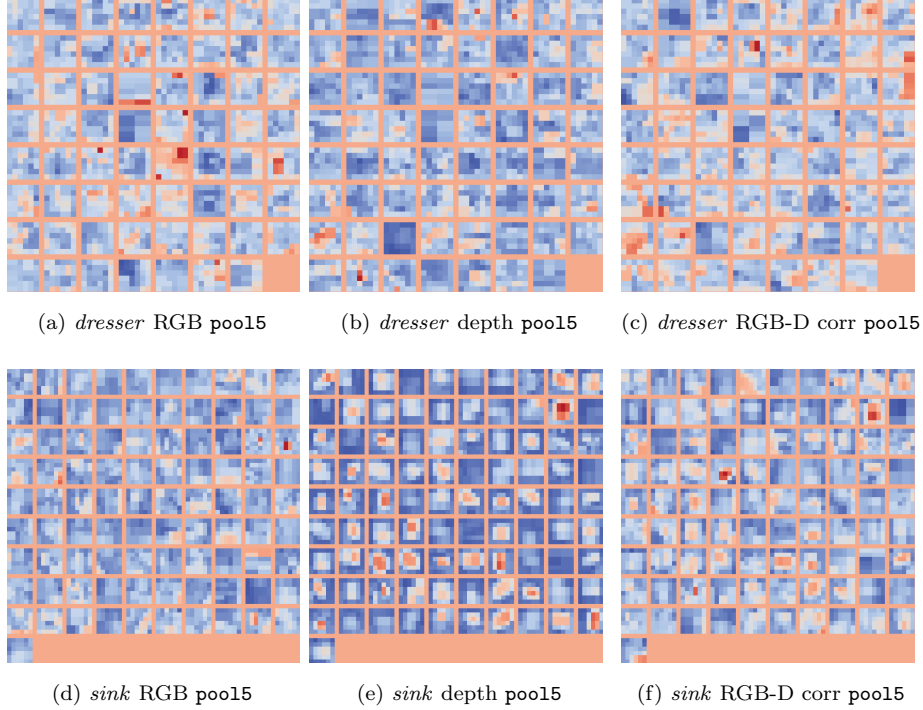 (a) dresser RGB pool5
(b) dresser depth pool5
(c) dresser RGB-D corr pool5
(d) sink RGB pool5
(e) sink depth pool5
(f) sink RGB-D corr pool5